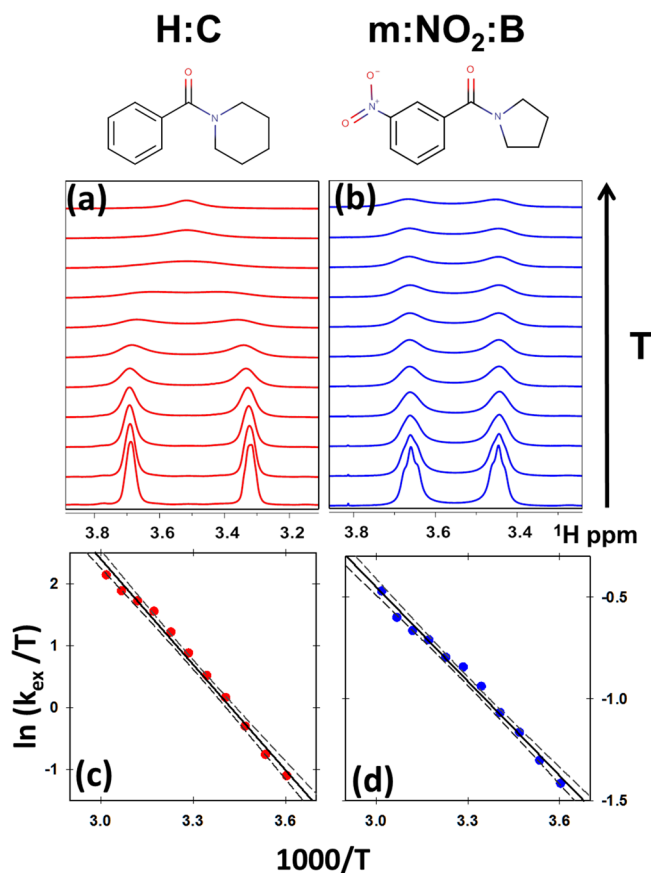 H:C m:NO₂:B
O O⁻ O
N O N⁺ N
(a) (b)
T
3.8 3.6 3.4 3.2 3.8 3.6 3.4 ¹H ppm
ln (kₑₓ/T)
2
1
0
-1
(c)
3.0 3.3 3.6
-0.5
-1.0
-1.5
(d)
3.0 3.3 3.6
1000/T